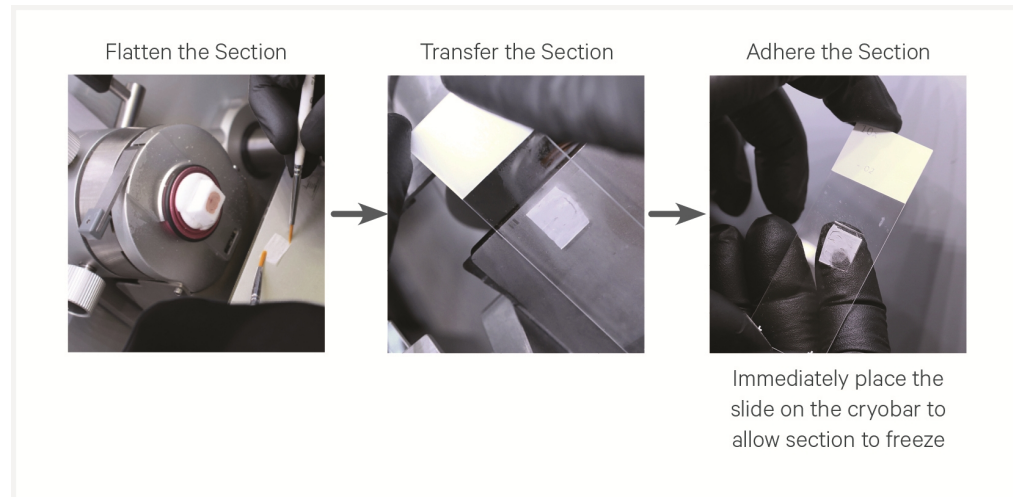 Flatten the Section
Transfer the Section
Adhere the Section
Immediately place the
slide on the cryobar to
allow section to freeze